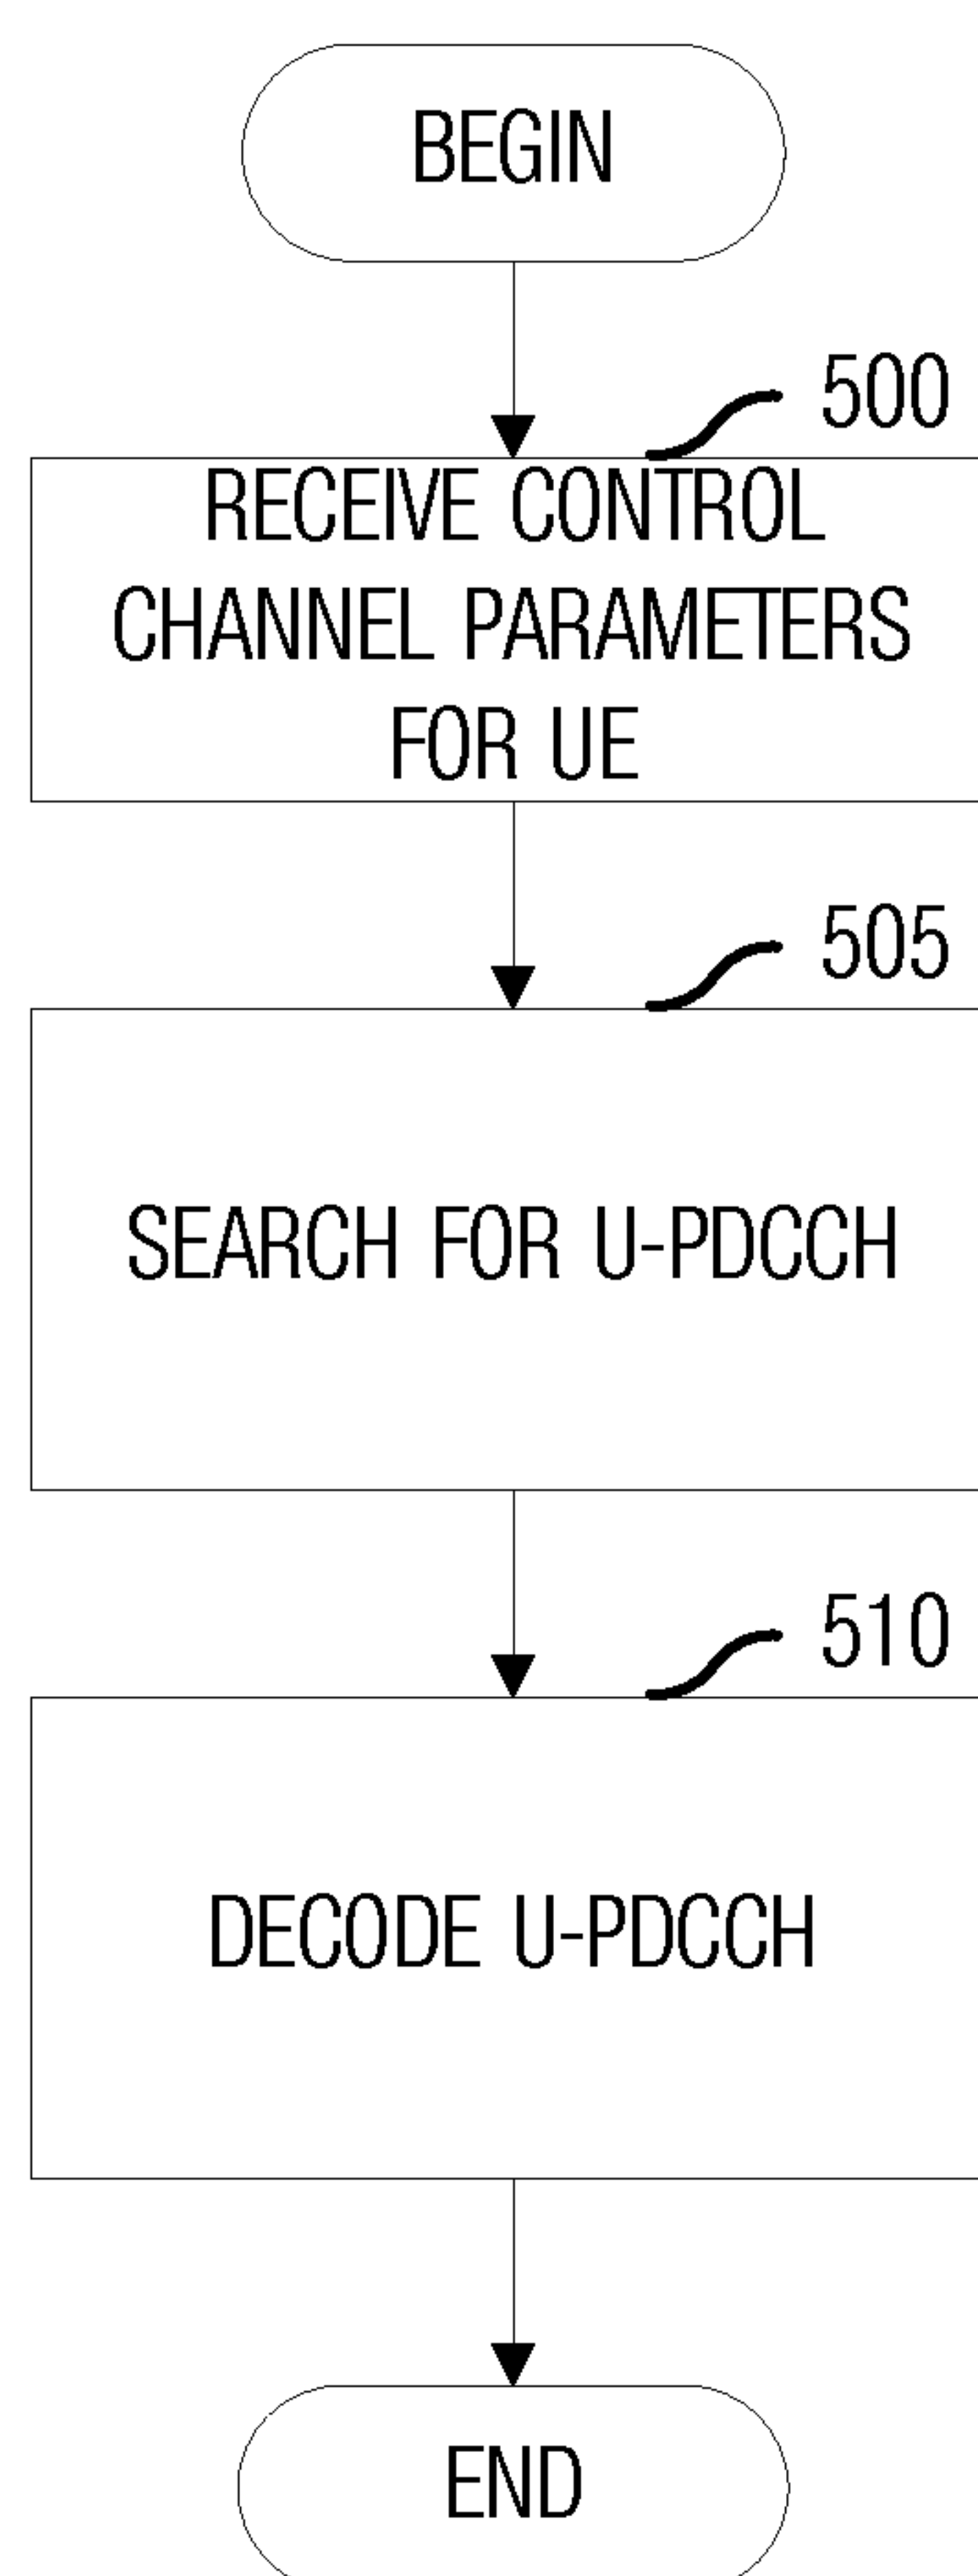 BEGIN
500
RECEIVE CONTROL
CHANNEL PARAMETERS
FOR UE
505
SEARCH FOR U-PDCCH
510
DECODE U-PDCCH
END